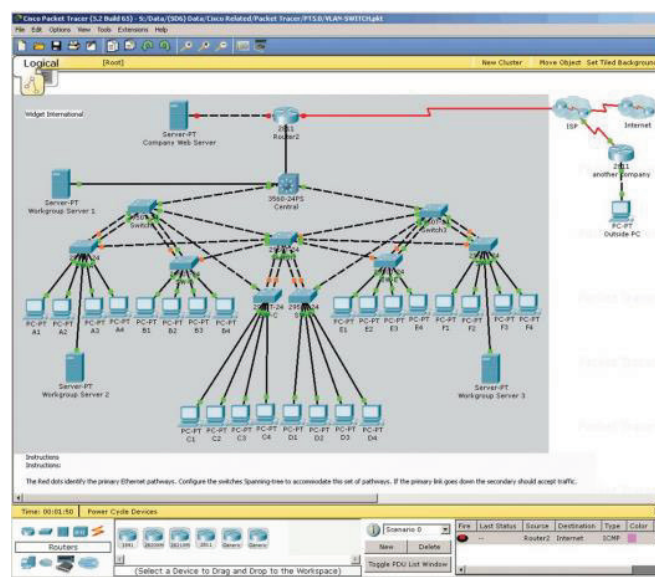 Cisco Packet Tracer (5.2 Build 65) - S:/Data/(SD6) Data/Cisco Related/Packet Tracer/PT5.0/VLAN-SWITCH.pkt
File Edit Options View Tools Extensions Help
Logical [Root] New Cluster Move Object Set Tiled Background
Widget International
Server-PT
Company Web Server
2811
Router2
ISP
Internet
2811
another company
PC-PT
Outside PC
Server-PT
Workgroup Server 1
3560-24PS
Central
Switch3
PC-PT PC-PT PC-PT PC-PT PC-PT PC-PT PC-PT PC-PT
A1 A2 A3 A4 B1 B2 B3 B4
PC-PT PC-PT PC-PT PC-PT PC-PT PC-PT PC-PT PC-PT
E1 E2 E3 E4 F1 F2 F3 F4
Server-PT
Workgroup Server 2
Server-PT
Workgroup Server 3
PC-PT PC-PT PC-PT PC-PT PC-PT PC-PT PC-PT PC-PT
C1 C2 C3 C4 D1 D2 D3 D4
Instructions
Instructions:
The Red dots identify the primary Ethernet pathways. Configure the switches Spanning-tree to accommodate this set of pathways. If the primary link goes down the secondary should accept traffic.
Time: 00:01:50 Power Cycle Devices
Routers
1841 2620XM 2621XM 2811 Generic Generic
(Select a Device to Drag and Drop to the Workspace)
Scenario 0
New Delete
Toggle PDU List Window
Fire Last Status Source Destination Type Color
-- Router2 Internet ICMP